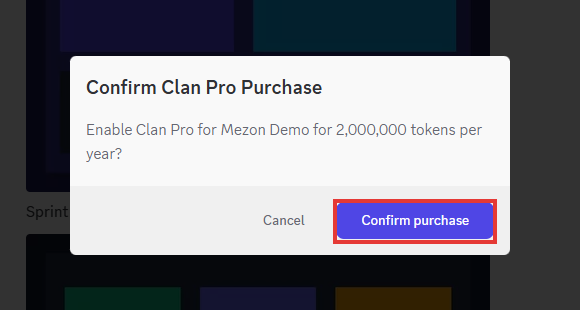 Confirm Clan Pro Purchase
Enable Clan Pro for Mezon Demo for 2,000,000 tokens per
year?
Sprint
Cancel
Confirm purchase